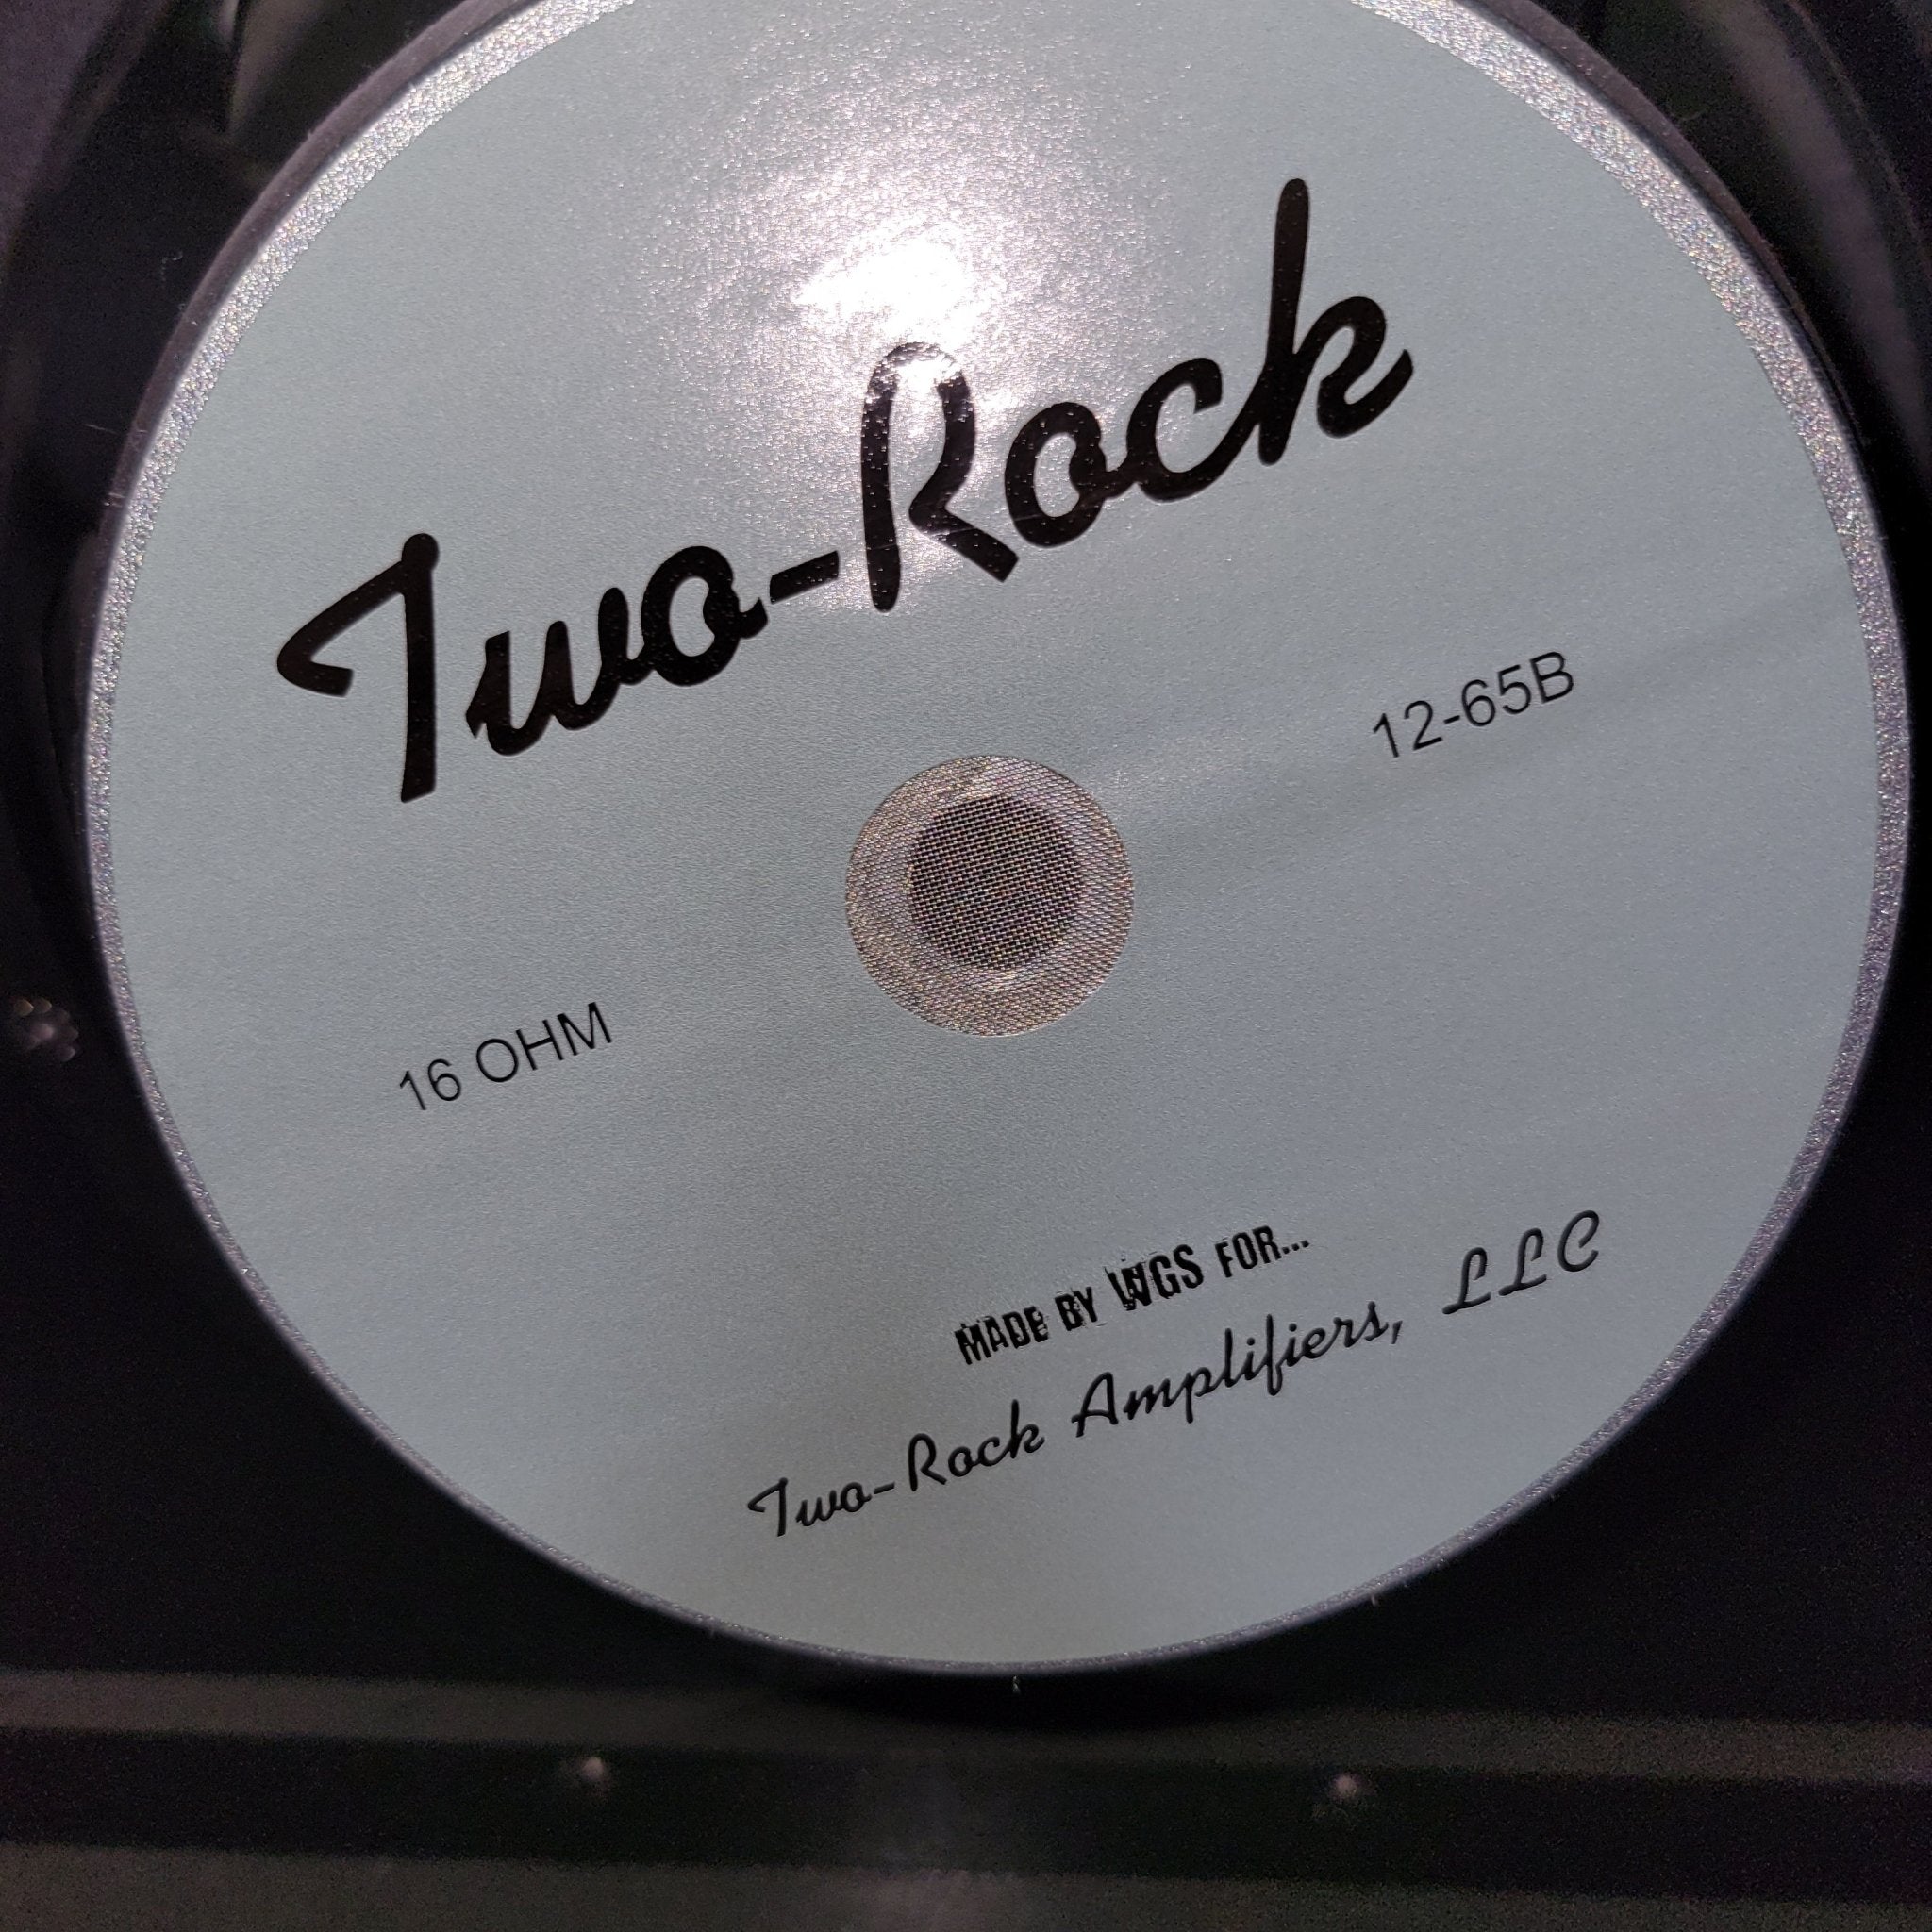 Two-Rock
12-65B
16 OHM
MADE BY WGS FOR...
Two-Rock Amplifiers, LLC